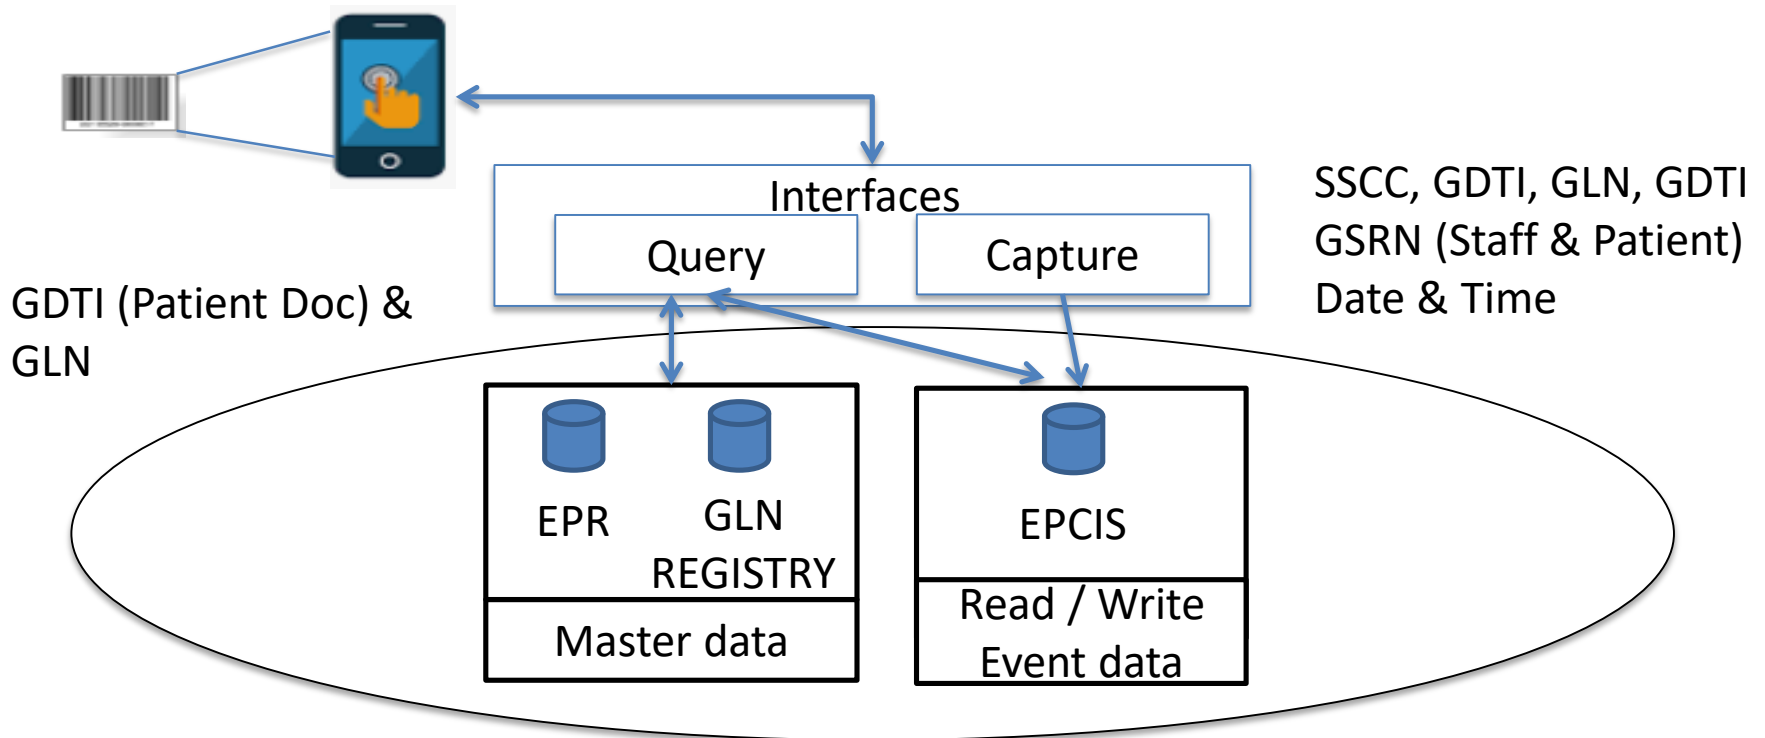 Interfaces
Query
Capture
SSCC, GDTI, GLN, GDTI
GSRN (Staff & Patient)
Date & Time
GDTI (Patient Doc) &
GLN
EPR
GLN
REGISTRY
Master data
EPCIS
Read / Write
Event data